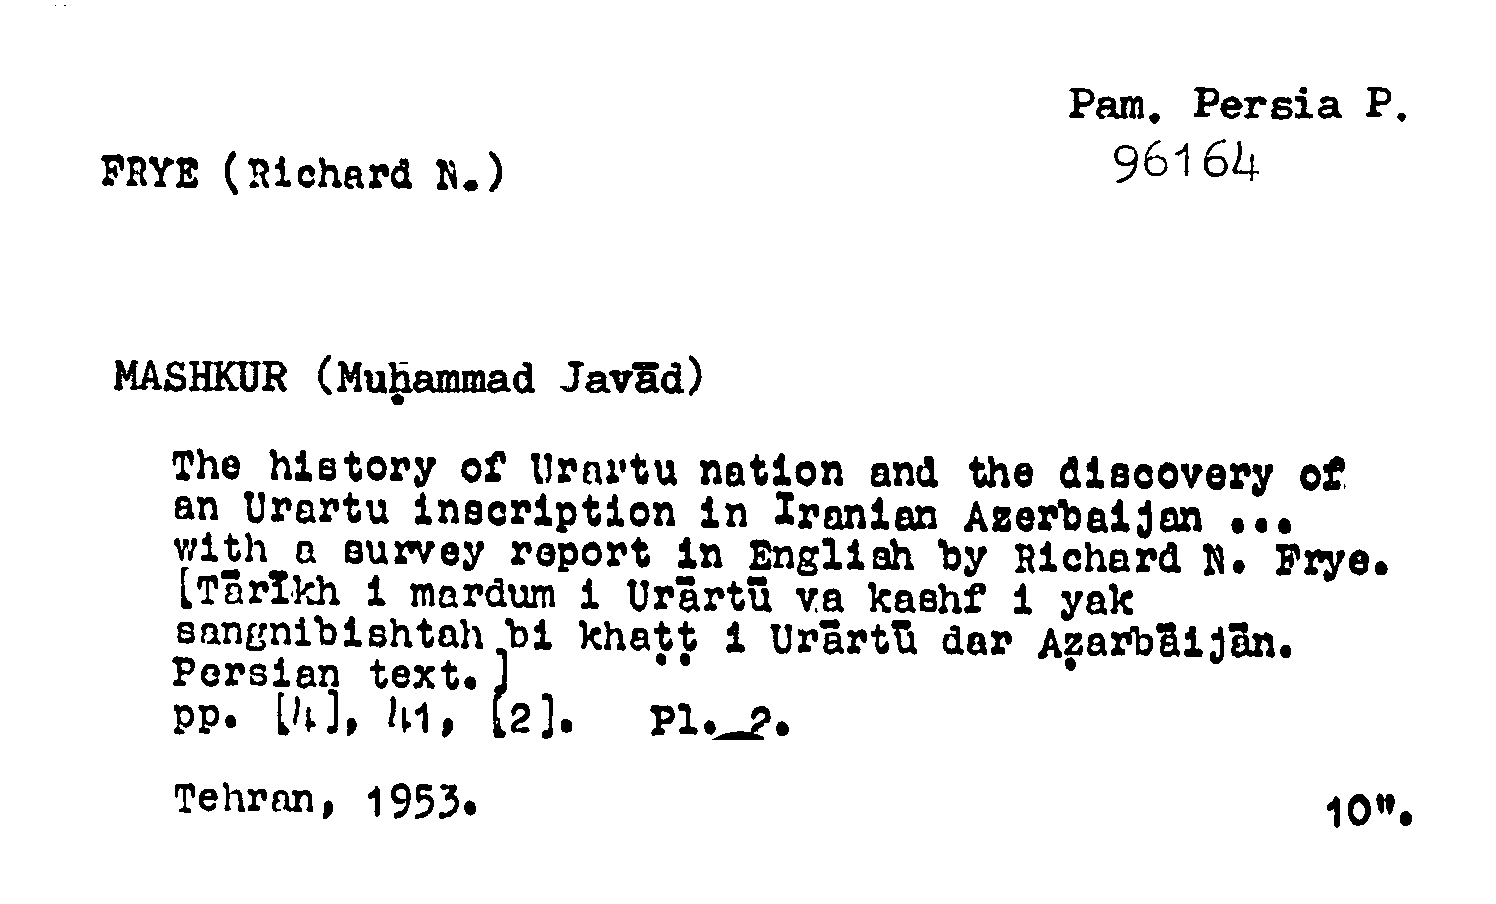 Pam. Persia P.
96164
FRYE (Richard N.)
MASHKUR (Muḥammad Javād)
The history of Urartu nation and the discovery of
an Urartu inscription in Iranian Azerbaijan ...
with a survey report in English by Richard N. Frye.
[Tārīkh i mardum i Urārtū va kashf i yak
sangnibishtah bi khaṭṭ i Urārtū dar Aẓarbāijān.
Persian text.]
pp. [4], 41, [2]. Pl. 2.
Tehran, 1953.
10".